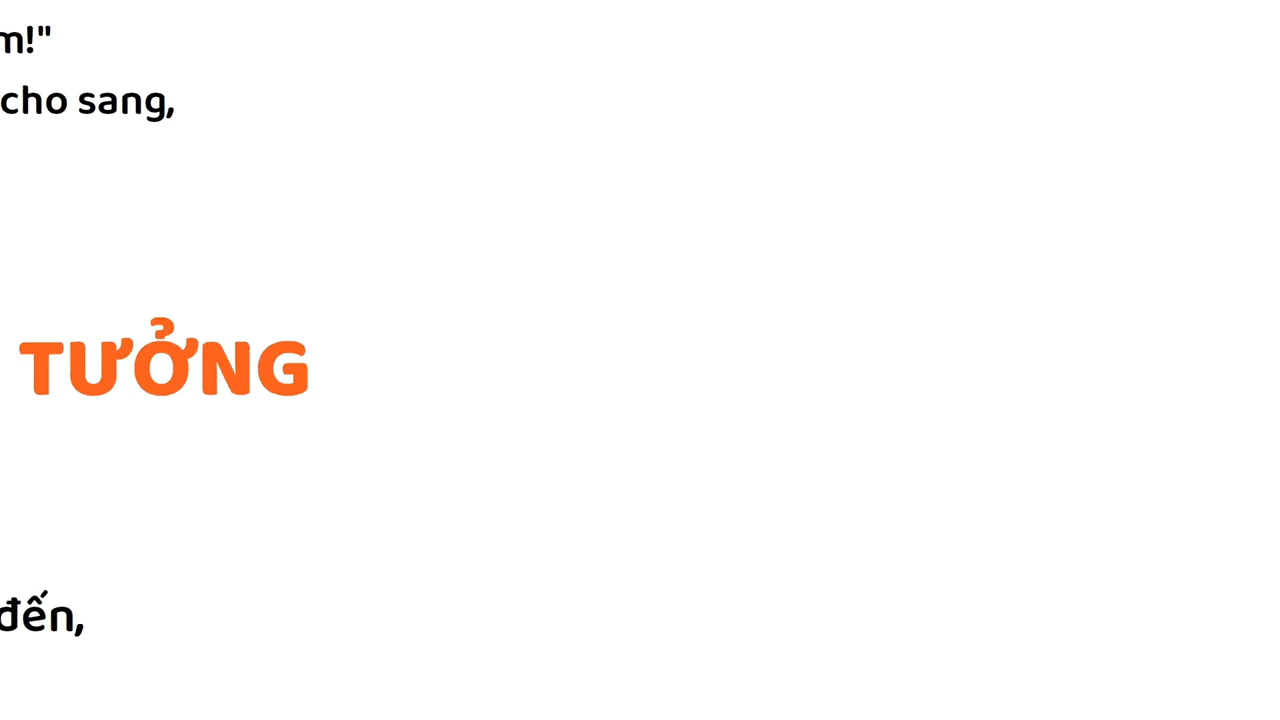 m!"
cho sang,
TƯỞNG
đến,